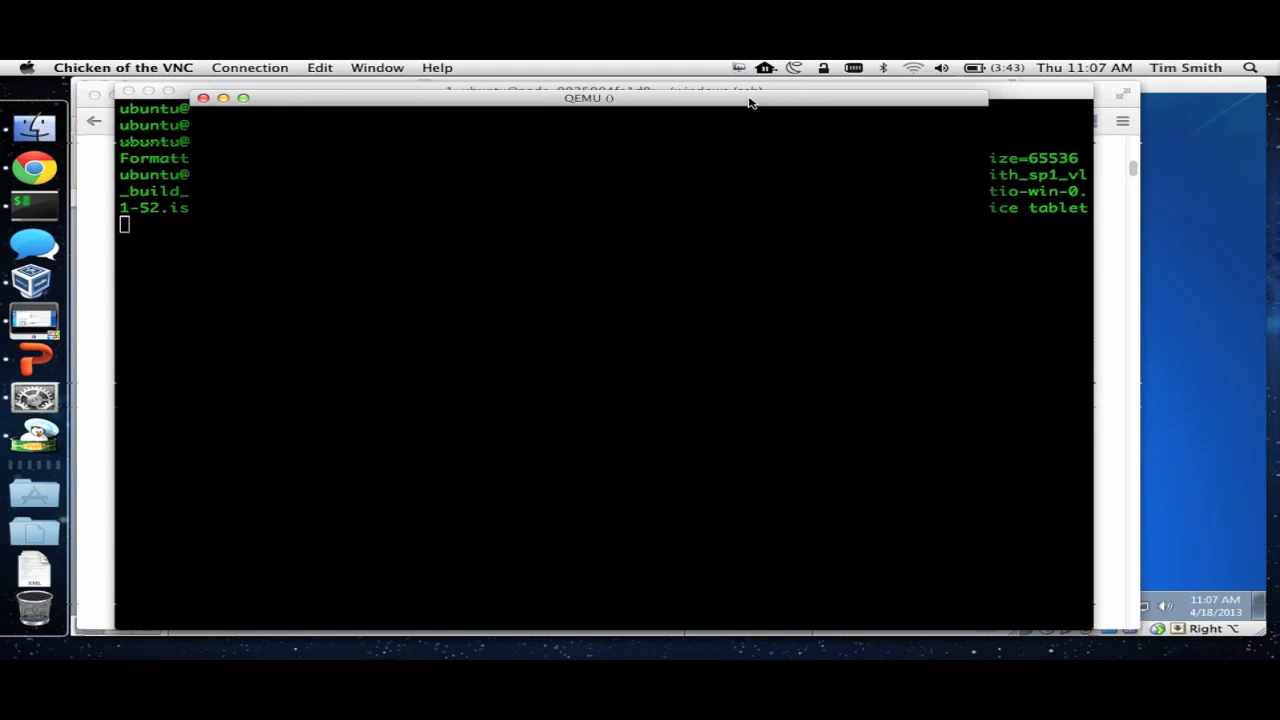 Chicken of the VNC Connection Edit Window Help (3:43) Thu 11:07 AM Tim Smith
QEMU ()
ubuntu@
ubuntu@
ubuntu@
Formatt ize=65536
ubuntu@ ith_sp1_vl
_build_ tio-win-0.
1-52.is ice tablet
$
XML
11:07 AM
4/18/2013
Right ⌥